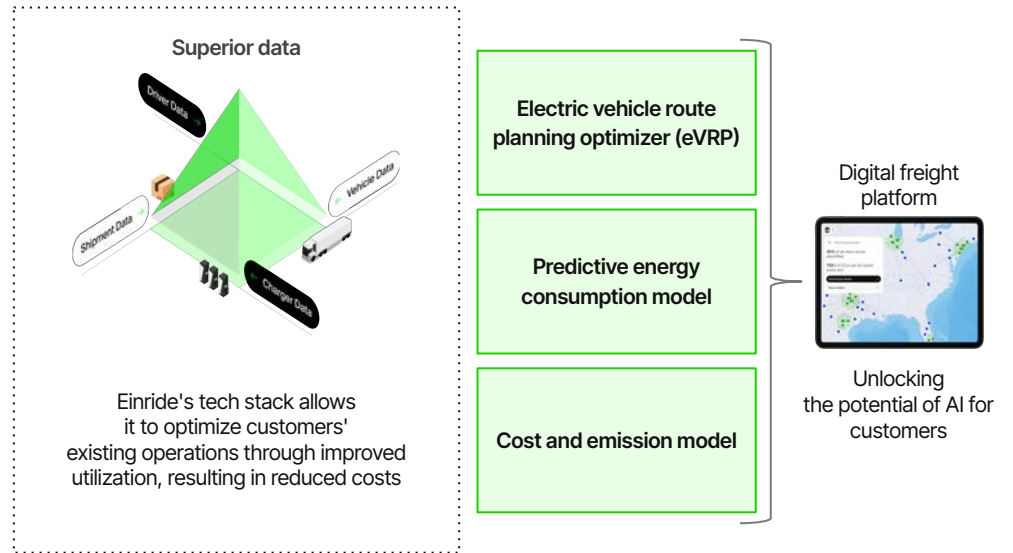 Superior data
Driver Data
Vehicle Data
Shipment Data
Charger Data
Einride's tech stack allows
it to optimize customers'
existing operations through improved
utilization, resulting in reduced costs
Electric vehicle route
planning optimizer (eVRP)
Predictive energy
consumption model
Cost and emission model
Digital freight
platform
Unlocking
the potential of AI for
customers